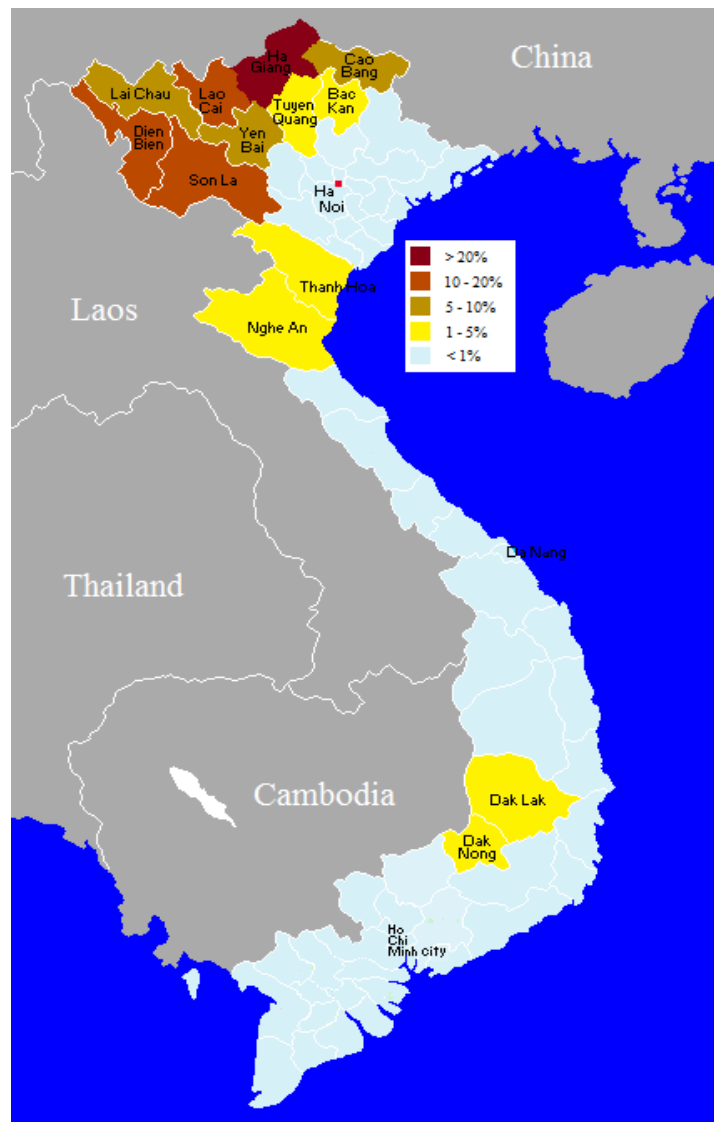 China
Ha
Giang
Cao
Bang
Lai Chau
Lao
Cai
Tuyen
Quang
Bac
Kan
Dien
Bien
Yen
Bai
Son La
Ha
Noi
> 20%
10 - 20%
5 - 10%
1 - 5%
< 1%
Thanh Hoa
Laos
Nghe An
Da Nang
Thailand
Cambodia
Dak Lak
Dak
Nong
Ho
Chi
Minh city